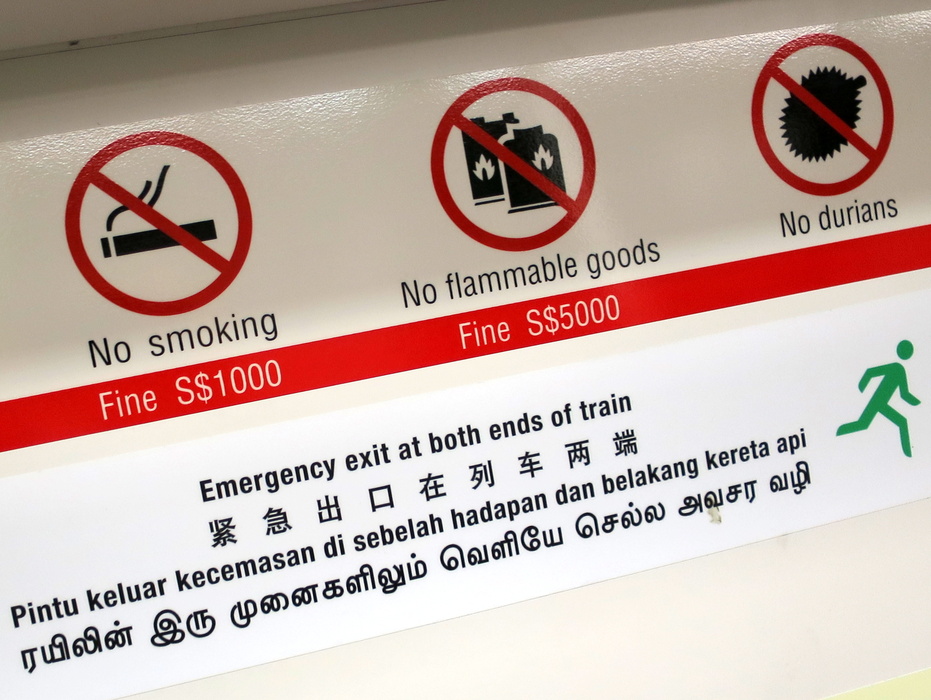 No smoking
Fine S$1000
No flammable goods
Fine S$5000
No durians
Emergency exit at both ends of train
紧急出口在列车两端
Pintu keluar kecemasan di sebelah hadapan dan belakang kereta api
ரயிலின் இரு முனைகளிலும் வெளியே செல்ல அவசர வழி